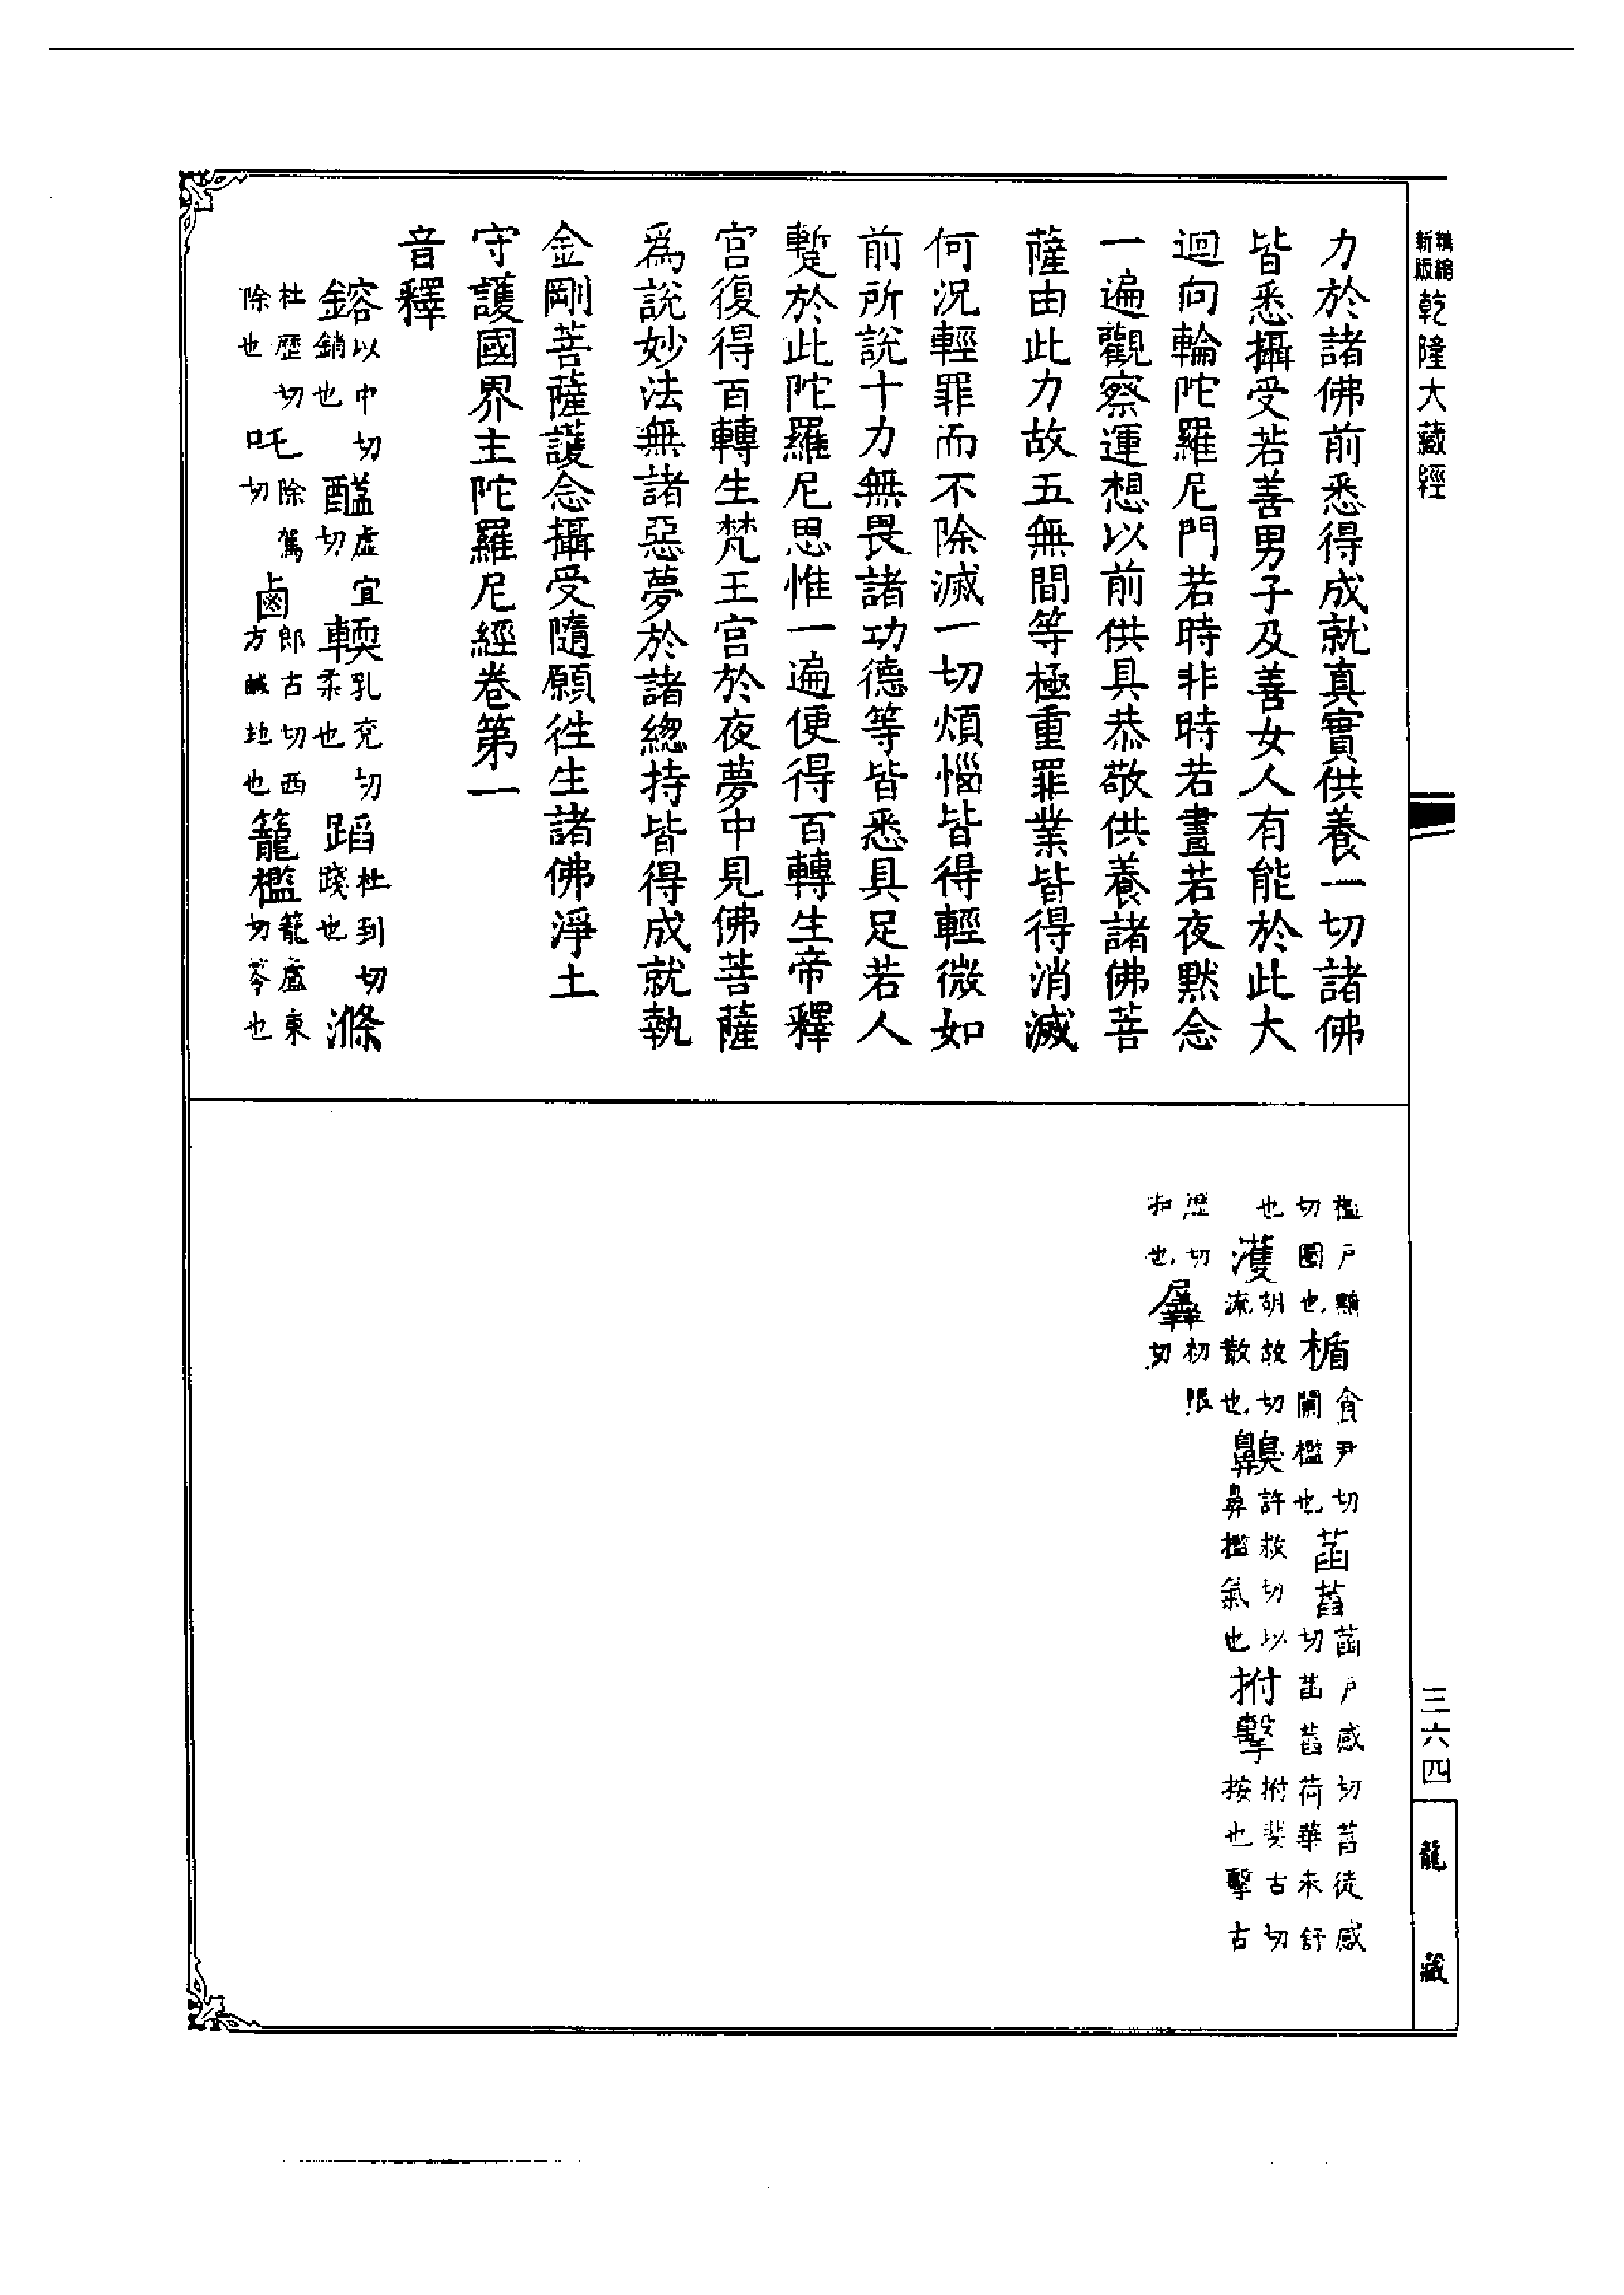 精縮新版乾隆大藏經
力於諸佛前悉得成就真實供養一切諸佛
皆悉攝受若善男子及善女人有能於此大
迴向輪陀羅尼門若時非時若晝若夜默念
一遍觀察運想以前供具恭敬供養諸佛菩
薩由此力故五無間等極重罪業皆得消滅
何況輕罪而不除滅一切煩惱皆得輕微如
前所說十力無畏諸功德等皆悉具足若人
蹔於此陀羅尼思惟一遍便得百轉生帝釋
宮復得百轉生梵王宮於夜夢中見佛菩薩
爲說妙法無諸惡夢於諸緫持皆得成就執
金剛菩薩護念攝受隨願徃生諸佛淨土
守護國界主陀羅尼經卷第一
音釋
鎔以中切銷也 醯虛宜切 輭乳兖切柔也 蹈杜到切踐也 滌
杜歷切除也 吒除駕切 鹵郎古切西方鹹地也 籠檻籠盧東切笭也
檻戶黤切圈也 楯食尹切闌檻也 菡萏菡戶感切萏徒感切菡萏荷華未舒
也 濩胡故切流散也 齅許救切以鼻檻氣也 拊擊拊斐古切按也擊古
歷切扣也 羼初限切
三六四
龍藏